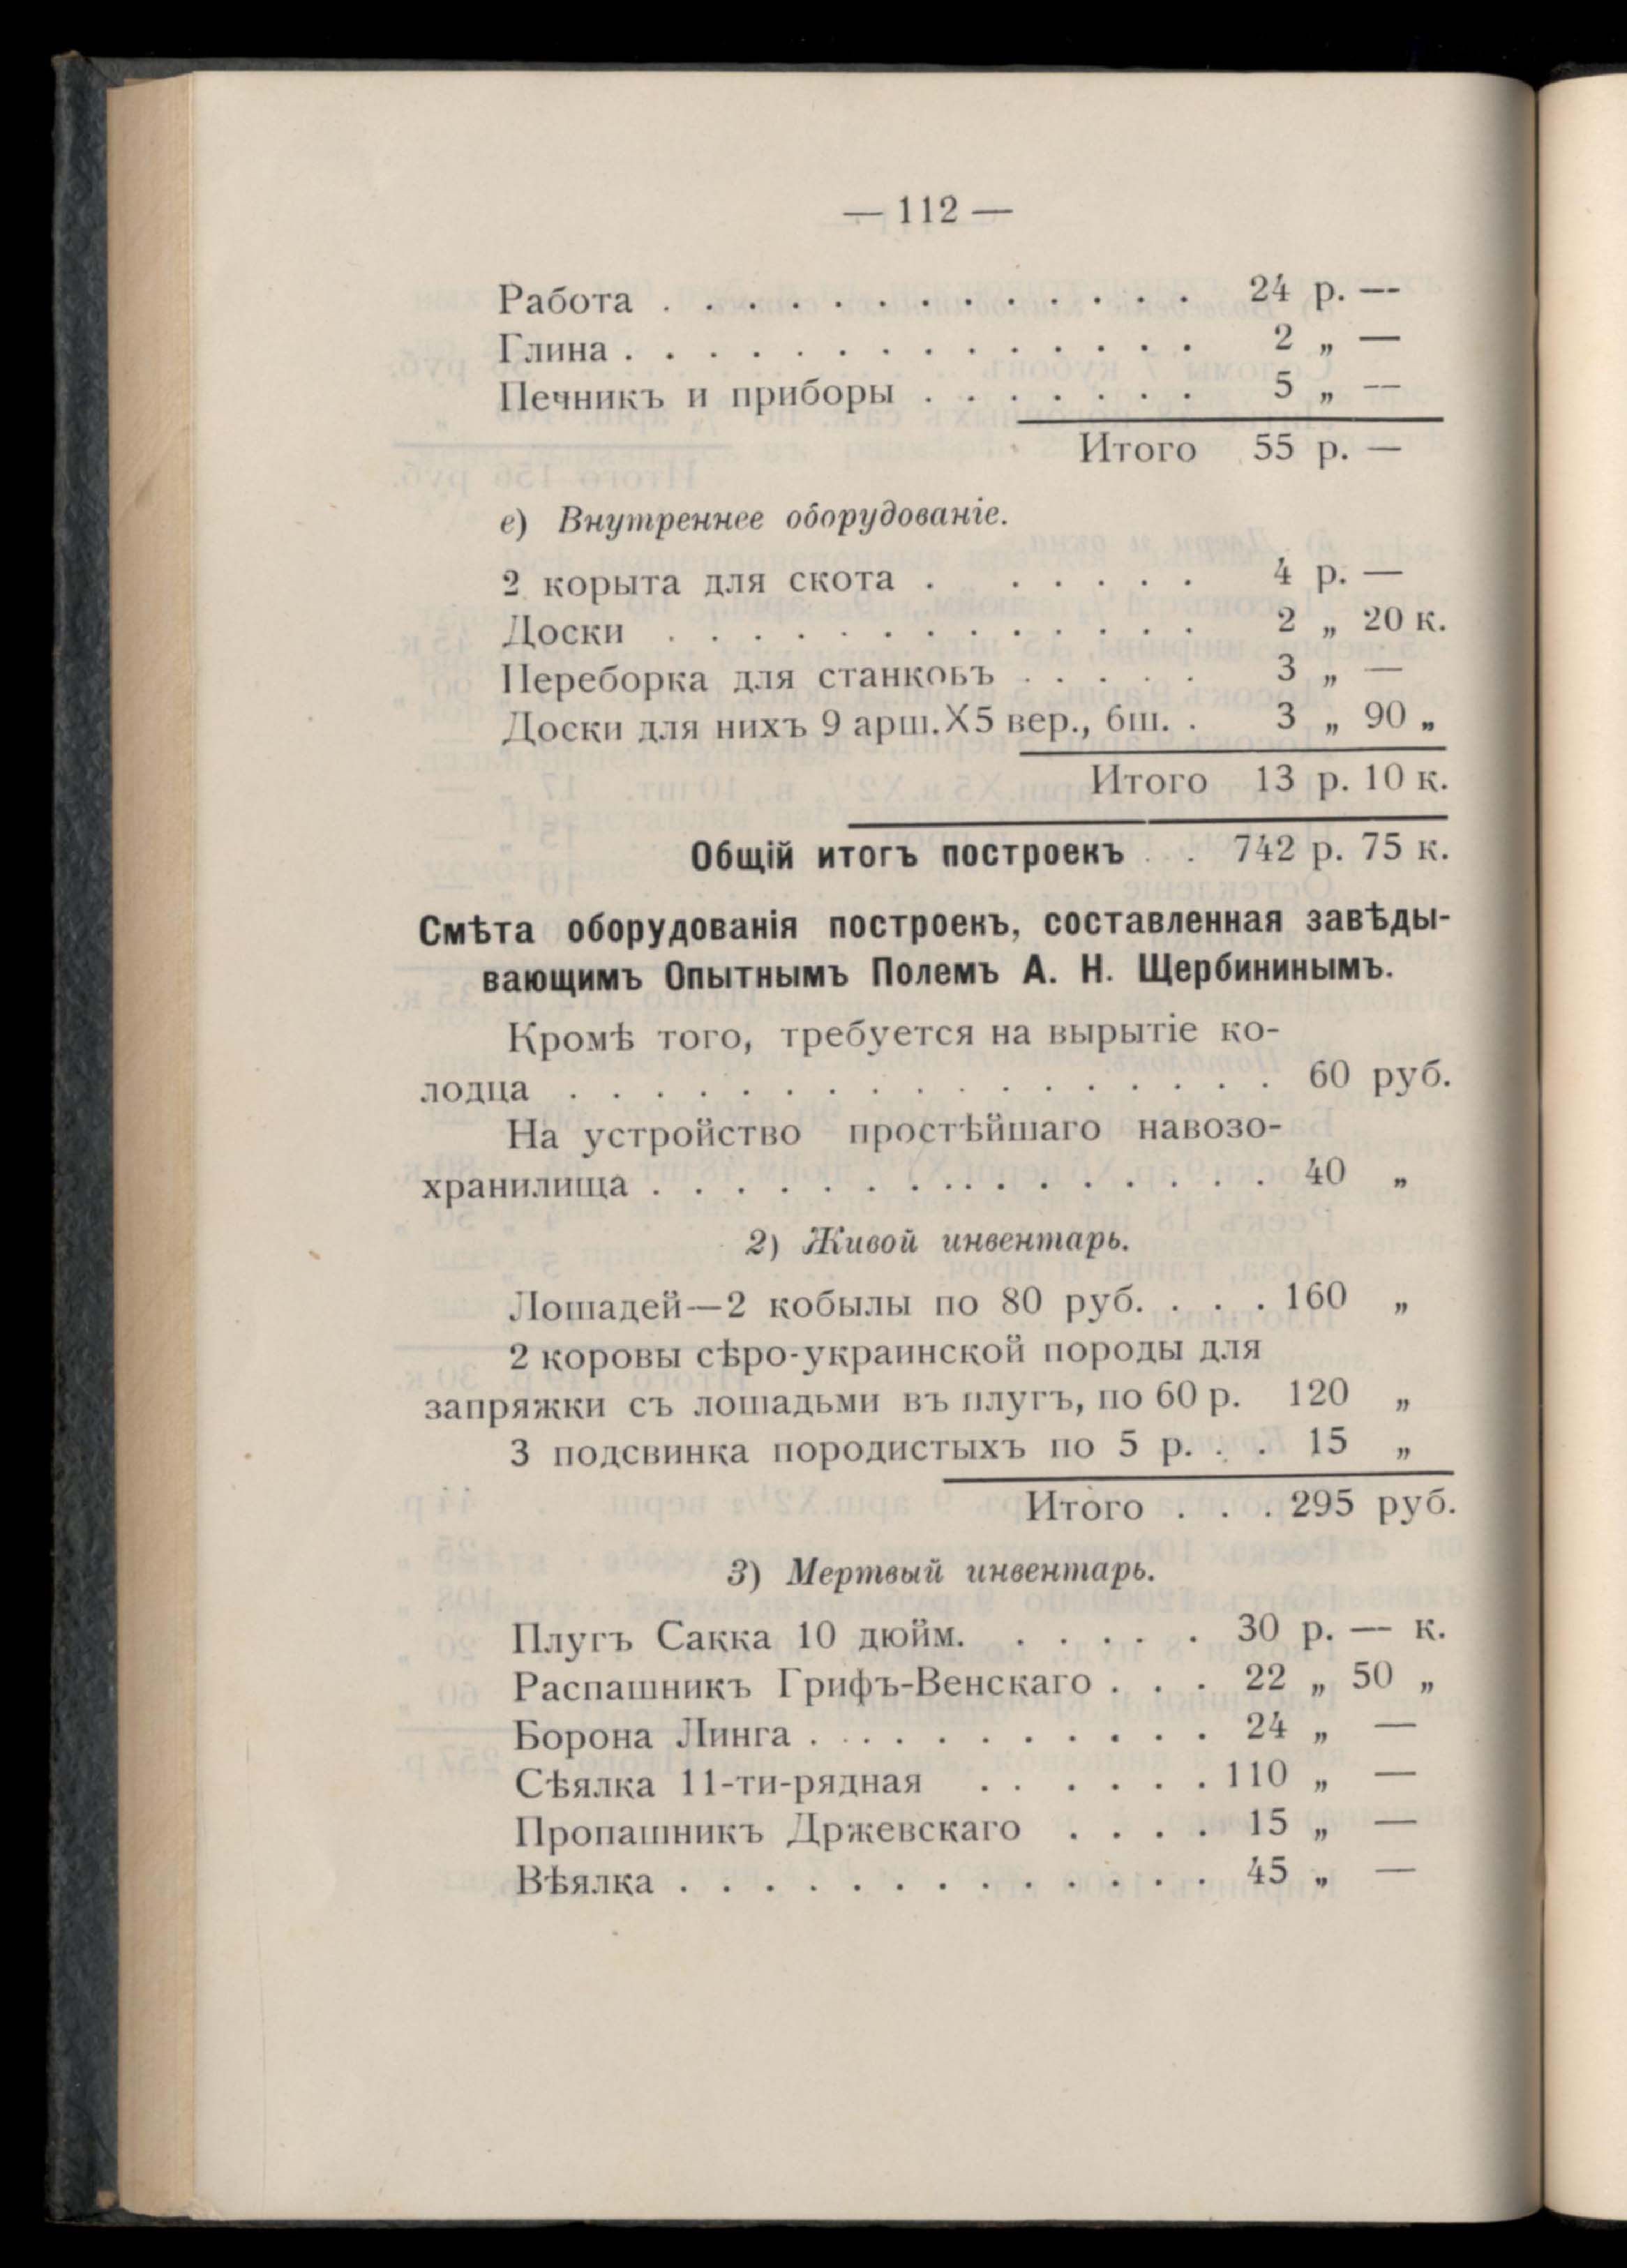 — 112 —
Работа . . . . . . . . . . . . . 24 р. —
Глина . . . . . . . . . . . . . . 2 „ —
Печникъ и приборы . . . . . . . 5 „ —
Итого 55 р. —
е) Внутреннее оборудованіе.
2 корыта для скота . . . . . . 4 р. —
Доски . . . . . . . . . . . . . 2 „ 20 к.
Переборка для станковъ . . . . . 3 „ —
Доски для нихъ 9 арш.X5 вер., 6ш. . 3 „ 90 „
Итого 13 р. 10 к.
Общій итогъ построекъ . . 742 р. 75 к.
Смѣта оборудованія построекъ, составленная завѣды-
вающимъ Опытнымъ Полемъ А. Н. Щербининымъ.
Кромѣ того, требуется на вырытіе ко-
лодца . . . . . . . . . . . . . . . . . 60 руб.
На устройство простѣйшаго навозо-
хранилища . . . . . . . . . . . . . . . 40 „
2) Живой инвентарь.
Лошадей—2 кобылы по 80 руб. . . . 160 „
2 коровы сѣро-украинской породы для
запряжки съ лошадьми въ плугъ, по 60 р. 120 „
3 подсвинка породистыхъ по 5 р. . . 15 „
Итого . . . 295 руб.
3) Мертвый инвентарь.
Плугъ Сакка 10 дюйм. . . . . . 30 р. — к.
Распашникъ Грифъ-Венскаго . . . 22 „ 50 „
Борона Линга . . . . . . . . . . 24 „ —
Сѣялка 11-ти-рядная . . . . . . 110 „ —
Пропашникъ Држевскаго . . . . 15 „ —
Вѣялка . . . . . . . . . . . . . 45 „ —